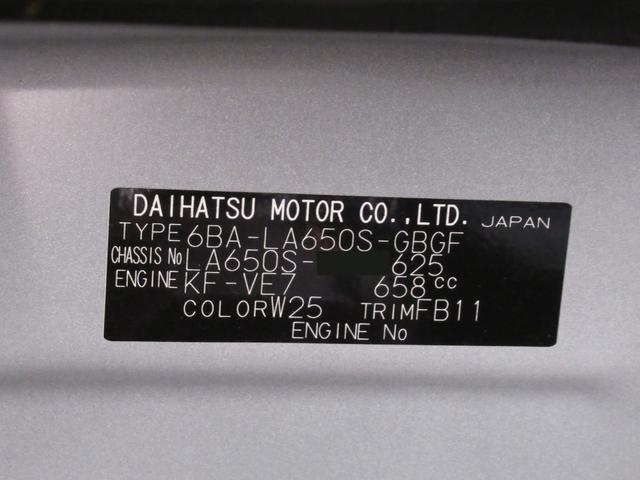 DAIHATSU MOTOR CO.,LTD. JAPAN
TYPE 6BA-LA650S-GBGF
CHASSIS No LA650S- 625
ENGINE KF-VE7 658cc
COLOR W25 TRIM FB11
ENGINE No